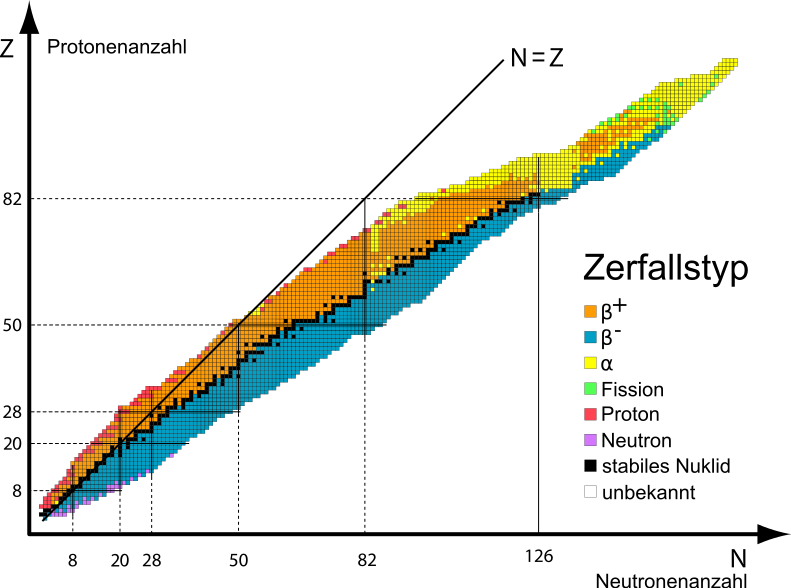 Z
Protonenanzahl
N=Z
82
50
28
20
8
Zerfallstyp
β+
β-
α
Fission
Proton
Neutron
stabiles Nuklid
unbekannt
8 20 28 50 82 126 N
Neutronenanzahl